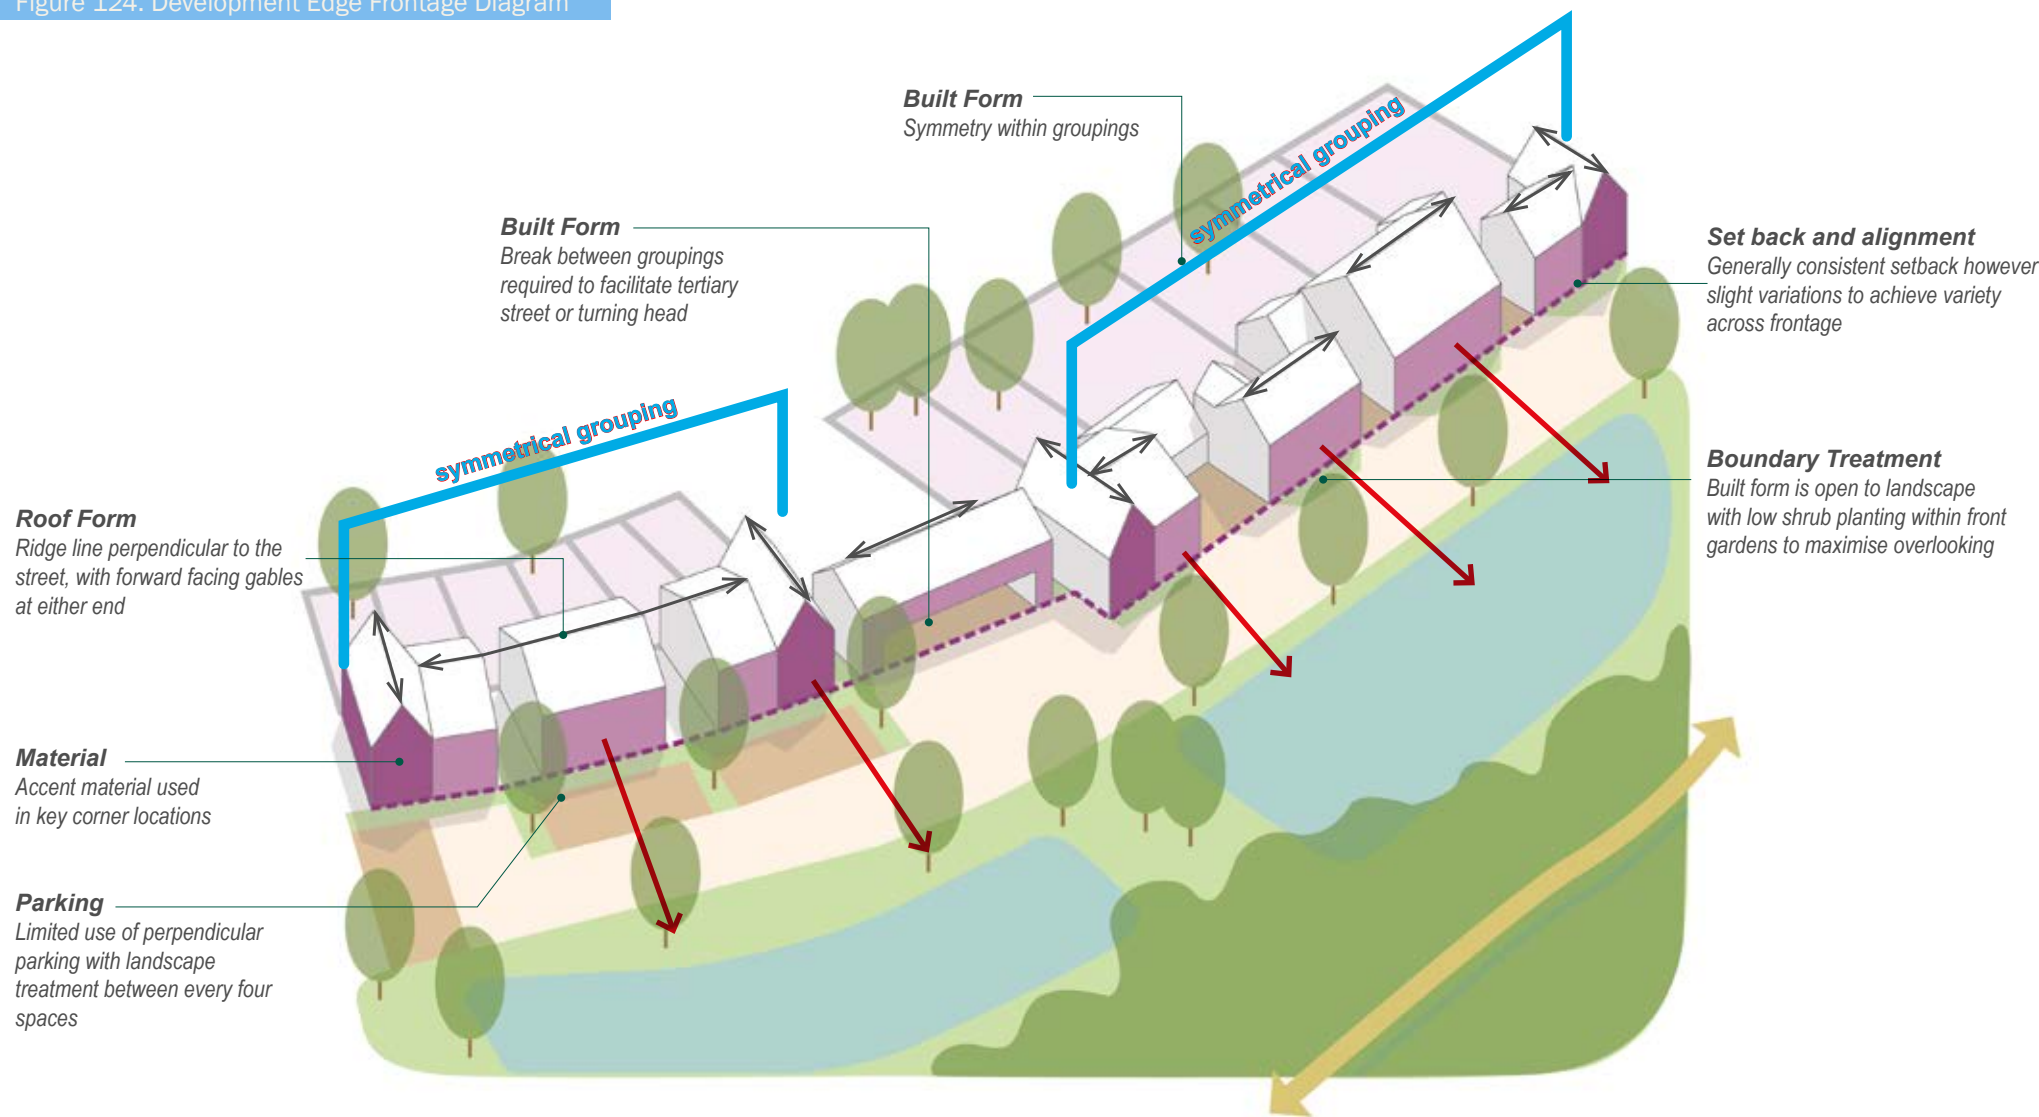 Figure 124. Development Edge Frontage Diagram
Built Form
Symmetry within groupings
symmetrical grouping
Built Form
Break between groupings
required to facilitate tertiary
street or turning head
Set back and alignment
Generally consistent setback however
slight variations to achieve variety
across frontage
symmetrical grouping
Boundary Treatment
Built form is open to landscape
with low shrub planting within front
gardens to maximise overlooking
Roof Form
Ridge line perpendicular to the
street, with forward facing gables
at either end
Material
Accent material used
in key corner locations
Parking
Limited use of perpendicular
parking with landscape
treatment between every four
spaces